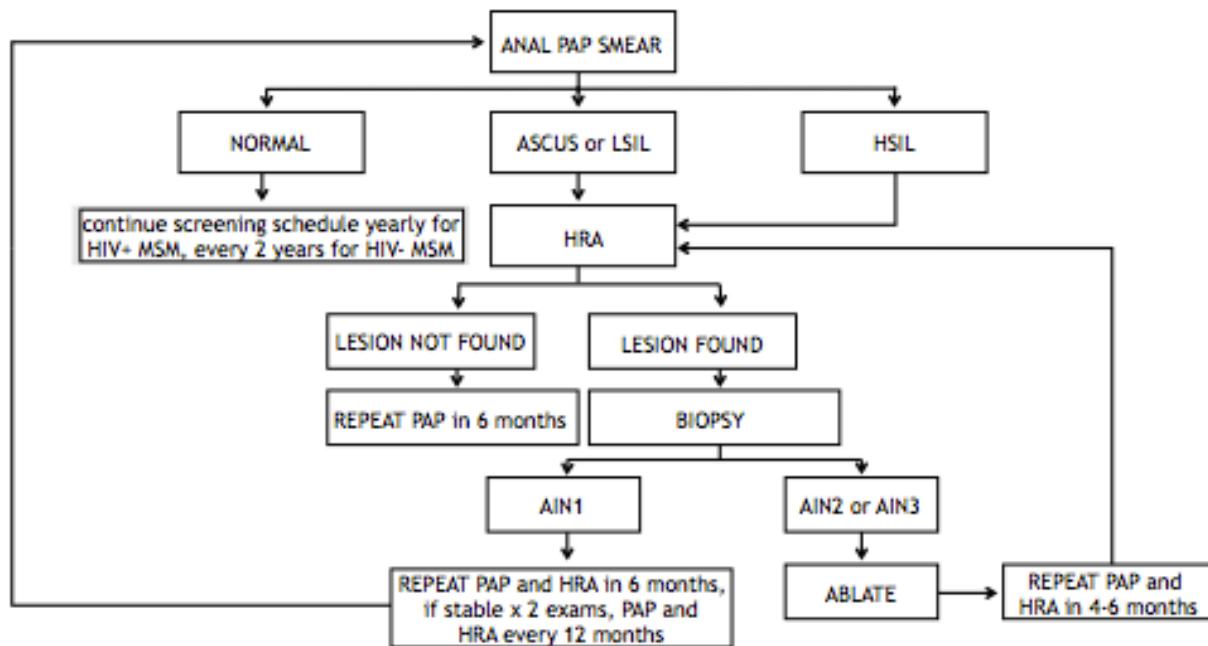 ANAL PAP SMEAR
NORMAL
ASCUS or LSIL
HSIL
continue screening schedule yearly for
HIV+ MSM, every 2 years for HIV- MSM
HRA
LESION NOT FOUND
LESION FOUND
REPEAT PAP in 6 months
BIOPSY
AIN1
AIN2 or AIN3
REPEAT PAP and HRA in 6 months,
if stable x 2 exams, PAP and
HRA every 12 months
ABLATE
REPEAT PAP and
HRA in 4-6 months